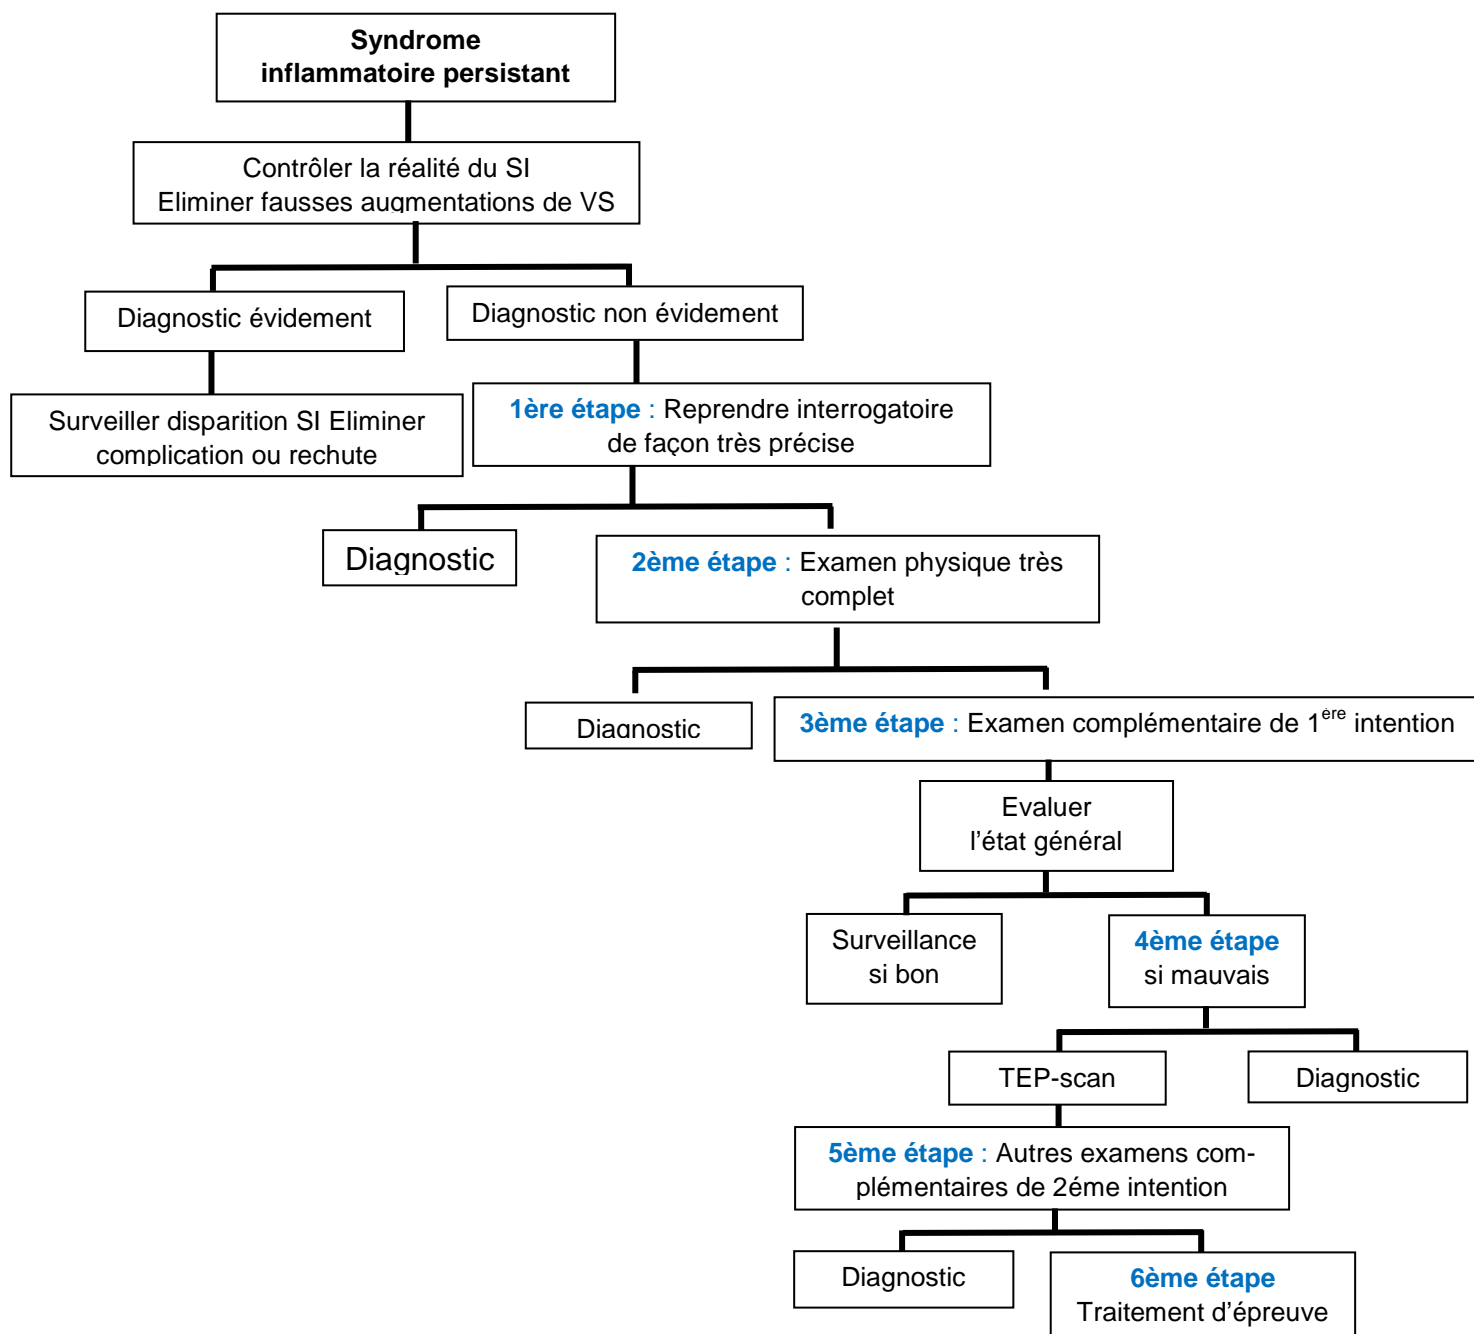 Syndrome
inflammatoire persistant
Contrôler la réalité du SI
Eliminer fausses augmentations de VS
Diagnostic évidement
Diagnostic non évidement
Surveiller disparition SI Eliminer
complication ou rechute
1ère étape : Reprendre interrogatoire
de façon très précise
Diagnostic
2ème étape : Examen physique très
complet
Diagnostic
3ème étape : Examen complémentaire de 1ère intention
Evaluer
l’état général
Surveillance
si bon
4ème étape
si mauvais
TEP-scan
Diagnostic
5ème étape : Autres examens com-
plémentaires de 2éme intention
Diagnostic
6ème étape
Traitement d’épreuve